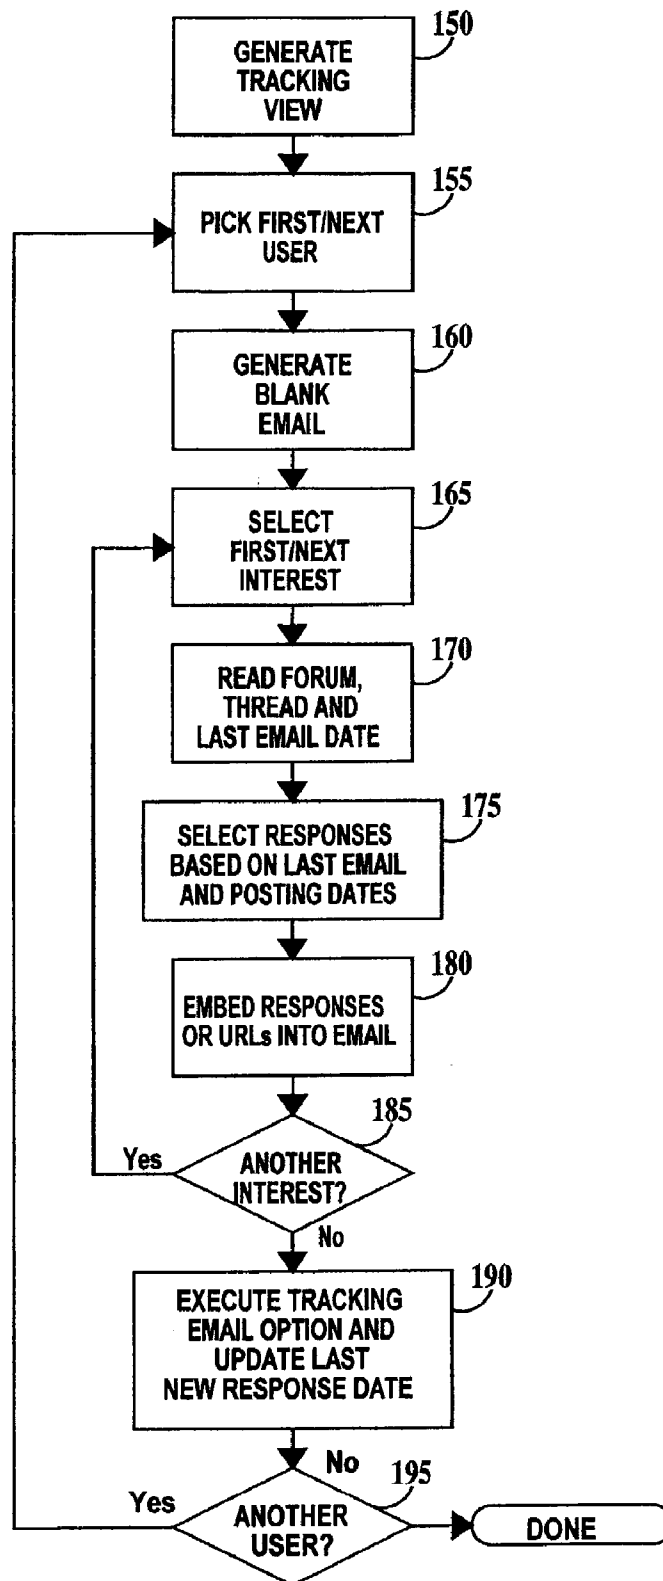 150
GENERATE
TRACKING
VIEW
155
PICK FIRST/NEXT
USER
160
GENERATE
BLANK
EMAIL
165
SELECT
FIRST/NEXT
INTEREST
170
READ FORUM,
THREAD AND
LAST EMAIL DATE
175
SELECT RESPONSES
BASED ON LAST EMAIL
AND POSTING DATES
180
EMBED RESPONSES
OR URLs INTO EMAIL
185
Yes
ANOTHER
INTEREST?
No
190
EXECUTE TRACKING
EMAIL OPTION AND
UPDATE LAST
NEW RESPONSE DATE
No
195
Yes
ANOTHER
USER?
DONE